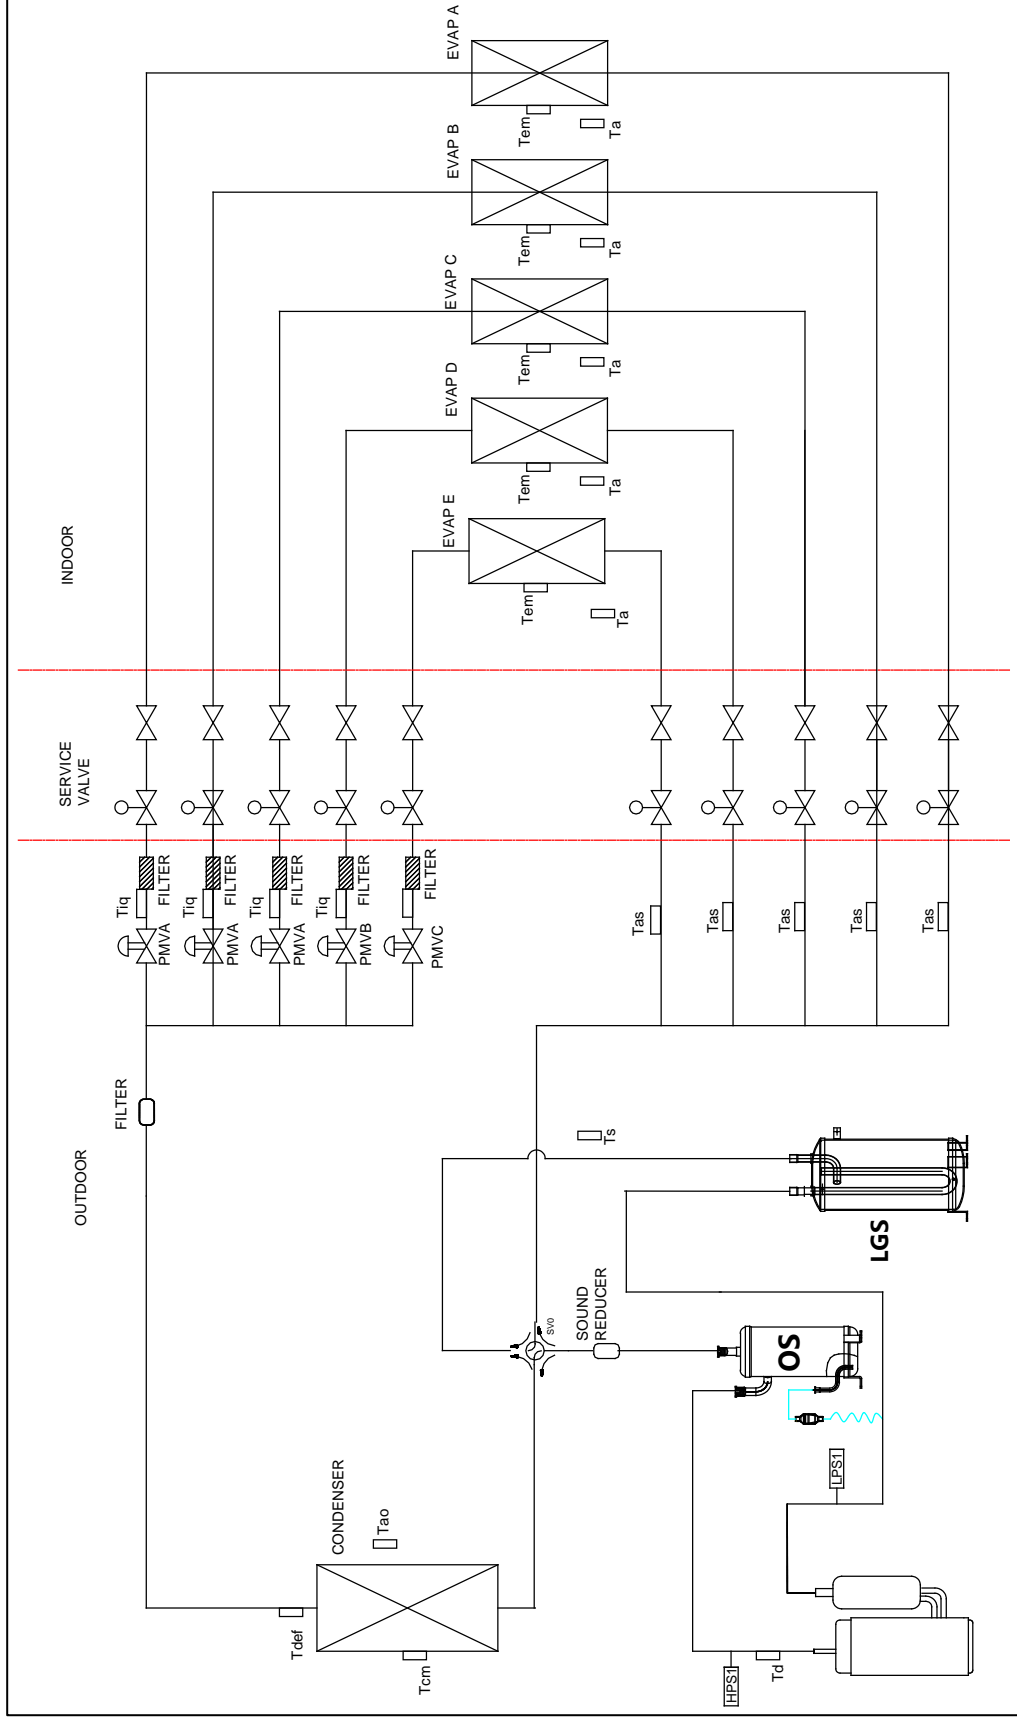 EVAP A
Tem
Ta
EVAP B
Tem
Ta
EVAP C
Tem
Ta
EVAP D
Tem
Ta
EVAP E
Tem
Ta
INDOOR
SERVICE
VALVE
FILTER
FILTER
FILTER
FILTER
FILTER
Tiq
Tiq
Tiq
Tiq
PMVA
PMVA
PMVA
PMVB
PMVC
Tas
Tas
Tas
Tas
Tas
FILTER
OUTDOOR
Ts
LGS
SV0
SOUND
REDUCER
OS
CONDENSER
Tao
LPS1
Tdef
Tcm
HPS1
Td